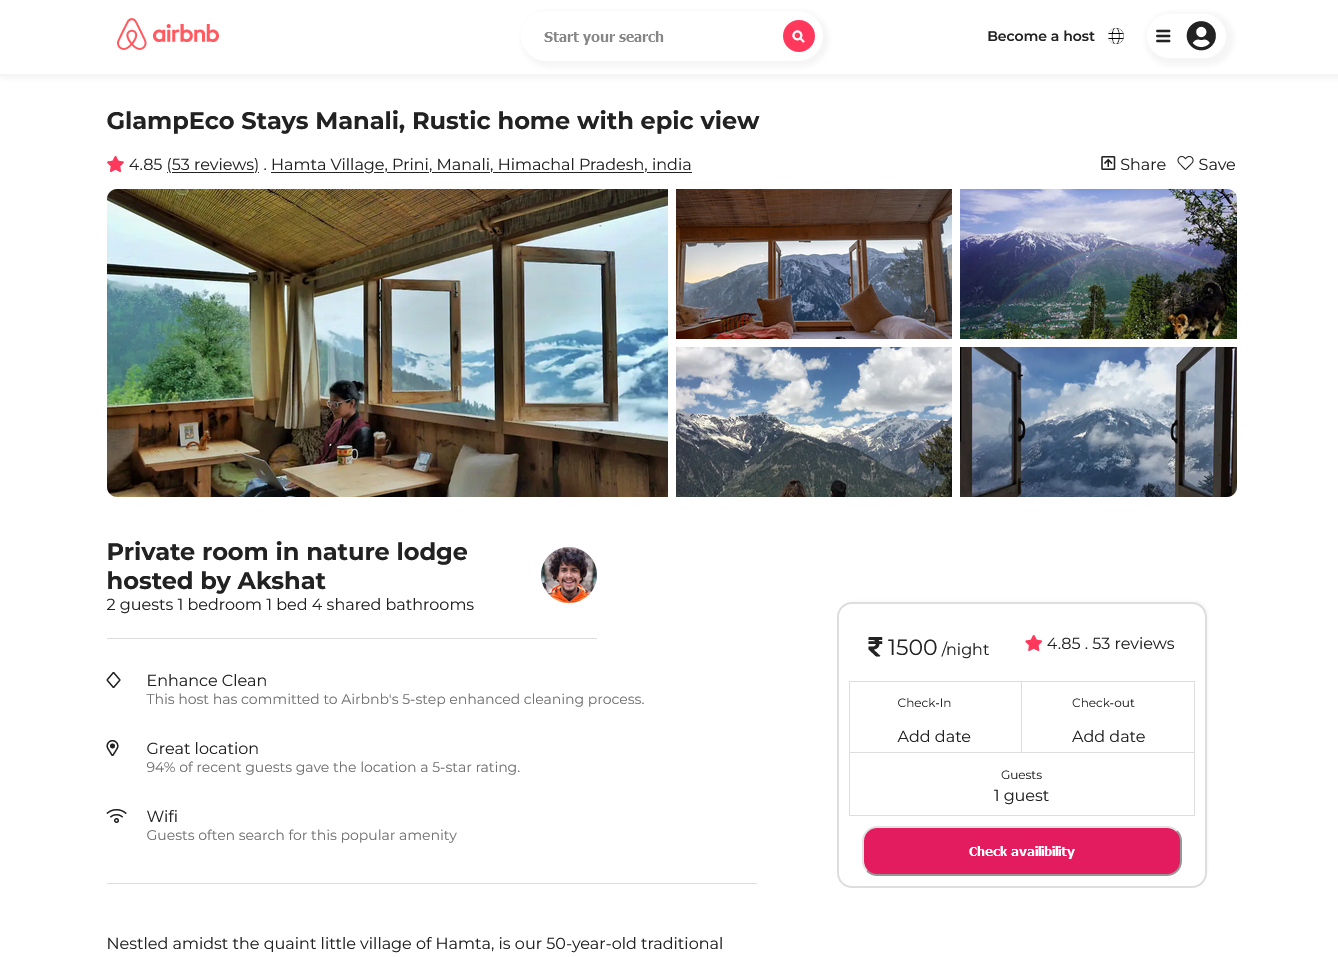 airbnb
Start your search
Become a host
GlampEco Stays Manali, Rustic home with epic view
4.85 (53 reviews) . Hamta Village, Prini, Manali, Himachal Pradesh, india
Share Save
Private room in nature lodge
hosted by Akshat
2 guests 1 bedroom 1 bed 4 shared bathrooms
Enhance Clean
This host has committed to Airbnb's 5-step enhanced cleaning process.
Great location
94% of recent guests gave the location a 5-star rating.
Wifi
Guests often search for this popular amenity
Nestled amidst the quaint little village of Hamta, is our 50-year-old traditional
₹ 1500 /night
4.85 . 53 reviews
Check-In
Add date
Check-out
Add date
Guests
1 guest
Check availibility